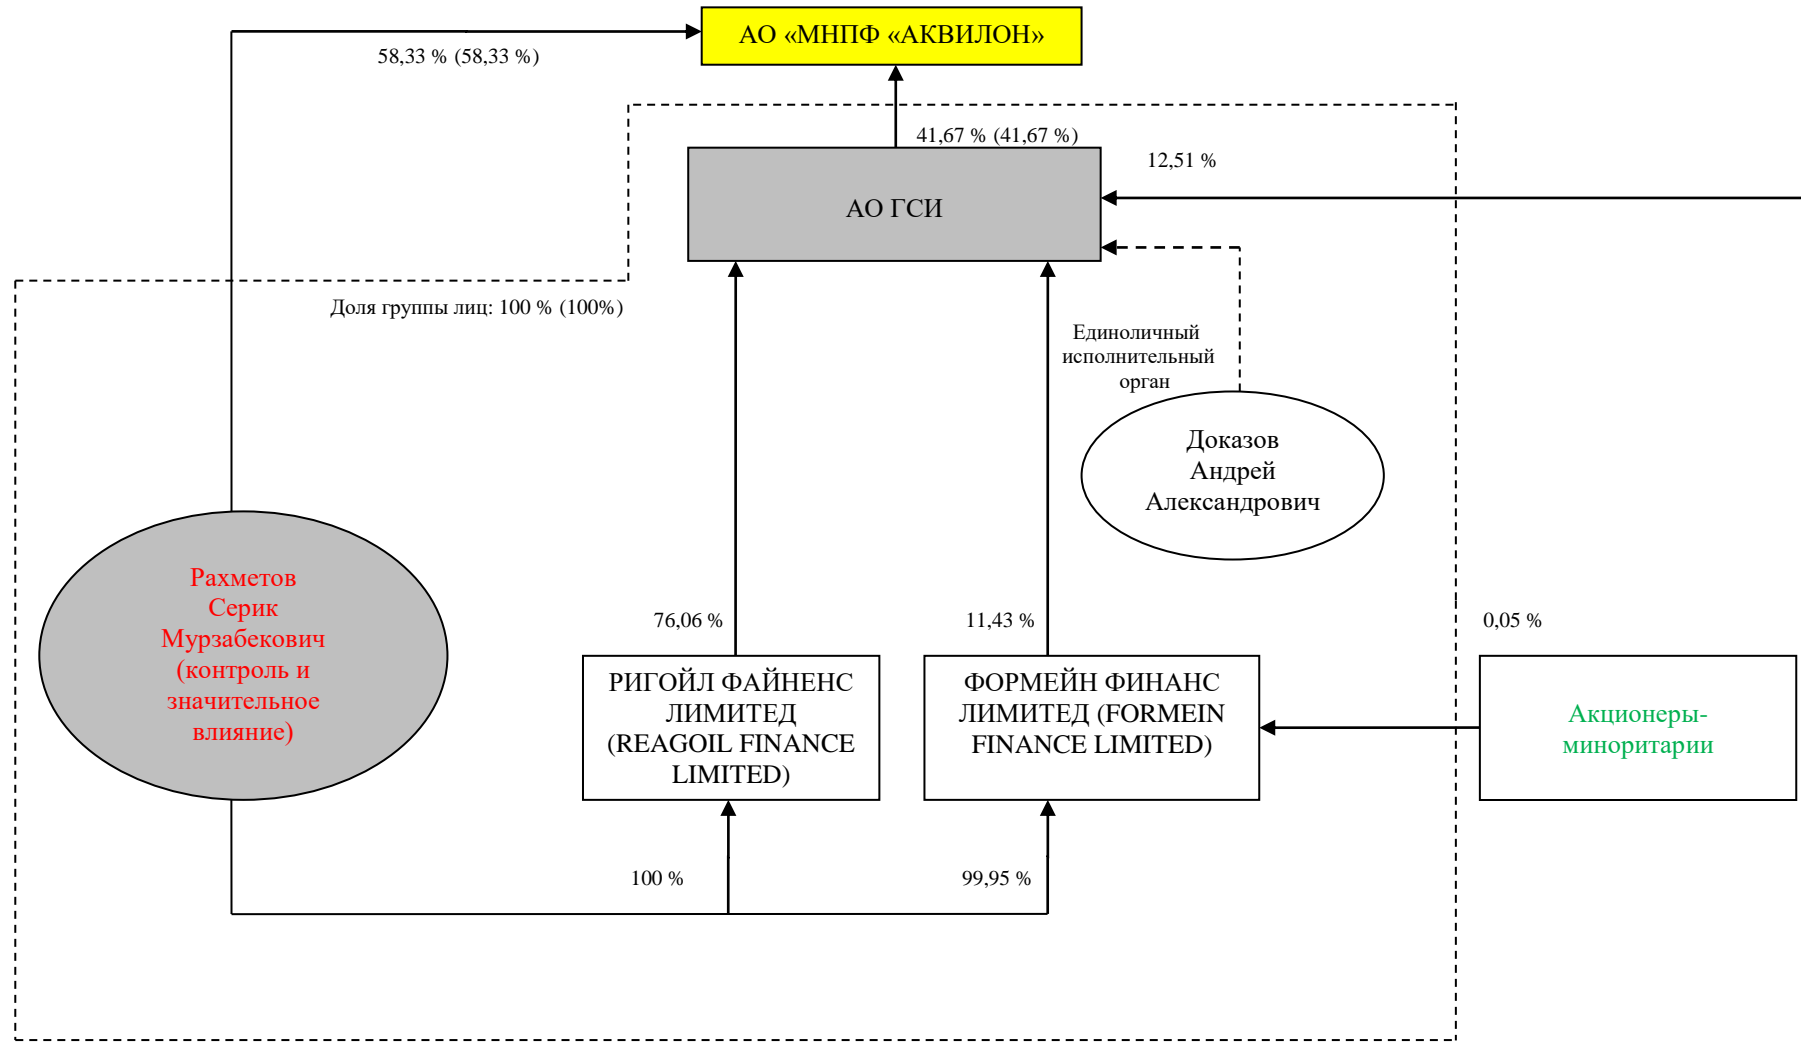 АО «МНПФ «АКВИЛОН»
58,33 % (58,33 %)
41,67 % (41,67 %)
12,51 %
АО ГСИ
Доля группы лиц: 100 % (100%)
Единоличный
исполнительный
орган
Доказов
Андрей
Александрович
Рахметов
Серик
Мурзабекович
(контроль и
значительное
влияние)
76,06 %
11,43 %
0,05 %
РИГОЙЛ ФАЙНЕНС
ЛИМИТЕД
(REAGOIL FINANCE
LIMITED)
ФОРМЕЙН ФИНАНС
ЛИМИТЕД (FORMEIN
FINANCE LIMITED)
Акционеры-
миноритарии
100 %
99,95 %